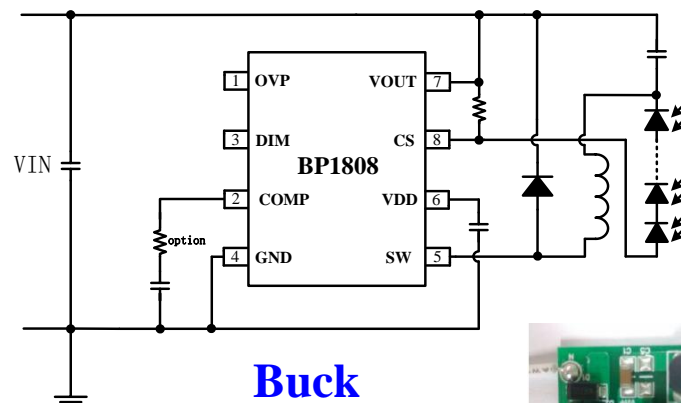 1 OVP VOUT 7
3 DIM CS 8
BP1808
VIN
2 COMP VDD 6
option
4 GND SW 5
Buck